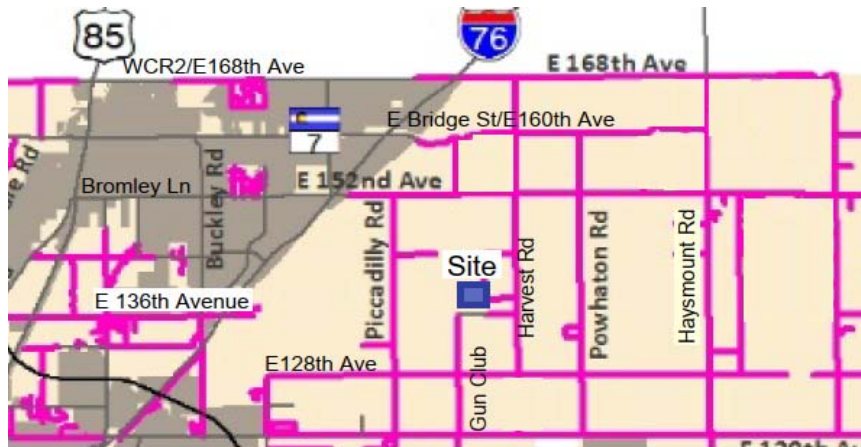 85
76
WCR2/E168th Ave
E 168th Ave
7
E Bridge St/E160th Ave
Bromley Ln
E 152nd Ave
Buckley Rd
Piccadilly Rd
Site
Harvest Rd
Powhaton Rd
Haysmount Rd
E 136th Avenue
E128th Ave
Gun Club